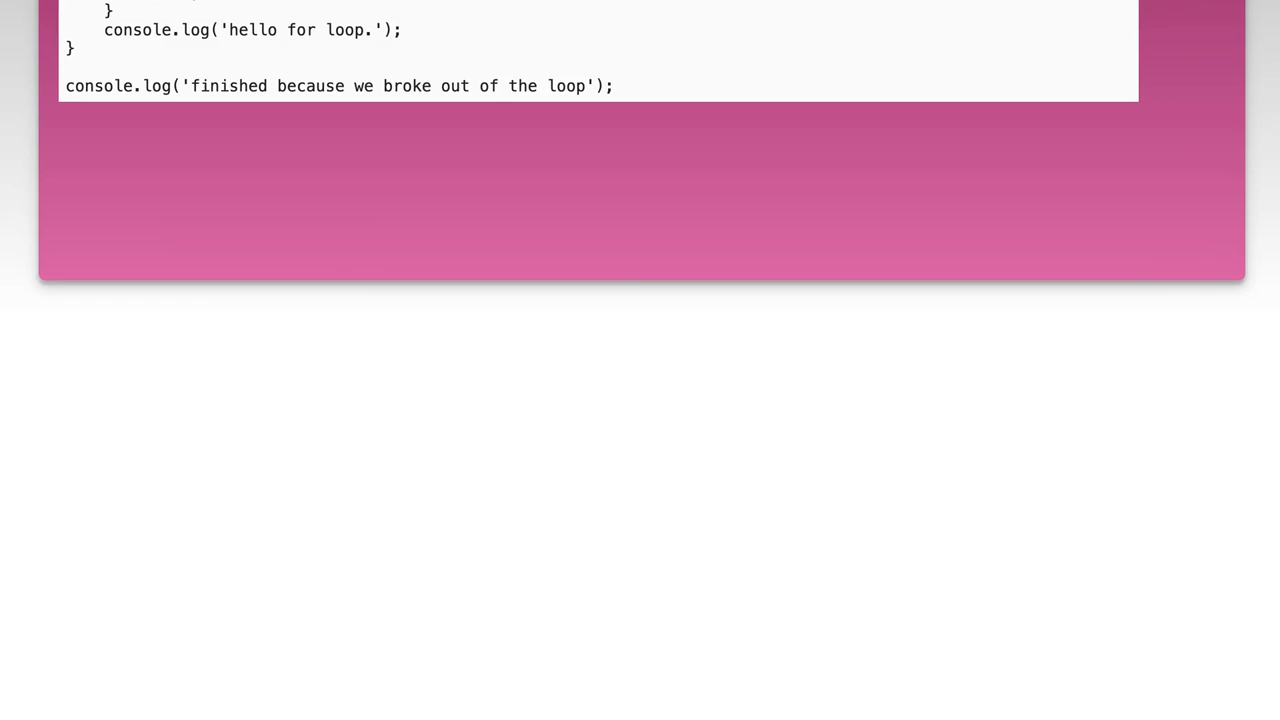 }
console.log('hello for loop.');
}
console.log('finished because we broke out of the loop');